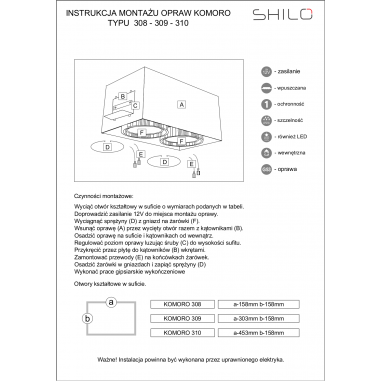 INSTRUKCJA MONTAŻU OPRAW KOMORO
TYPU 308 - 309 - 310
SHILO
B
C
A
F
F
D
D
E
E
12V - zasilanie
- wpuszczana
1 - ochronność
- szczelność
- również LED
- wewnętrzna
- oprawa
Czynności montażowe:
Wyciąć otwór kształtowy w suficie o wymiarach podanych w tabeli.
Doprowadzić zasilanie 12V do miejsca montażu oprawy.
Wyciągnąć sprężyny (D) z gniazd na żarówki (F).
Wsunąć oprawę (A) przez wycięty otwór razem z kątownikami (B).
Osadzić oprawę na suficie i kątownikach od wewnątrz.
Regulować poziom oprawy luzując śruby (C) do wysokości sufitu.
Przykręcić przez płytę do kątowników (B) wkrętami.
Zamontować przewody (E) na końcówkach żarówek.
Osadzić żarówki w gniazdach i zapiąć sprężyny (D)
Wykonać prace gipsiarskie wykończeniowe
Otwory kształtowe w suficie.
a
b
KOMORO 308 a-158mm b-158mm
KOMORO 309 a-303mm b-158mm
KOMORO 310 a-453mm b-158mm
Ważne! Instalacja powinna być wykonana przez uprawnionego elektryka.